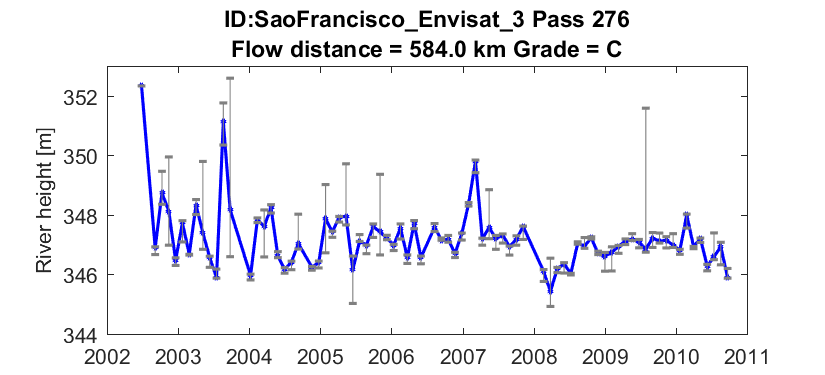 ID:SaoFrancisco_Envisat_3 Pass 276
Flow distance = 584.0 km Grade = C
River height [m]
352
350
348
346
344
2002 2003 2004 2005 2006 2007 2008 2009 2010 2011